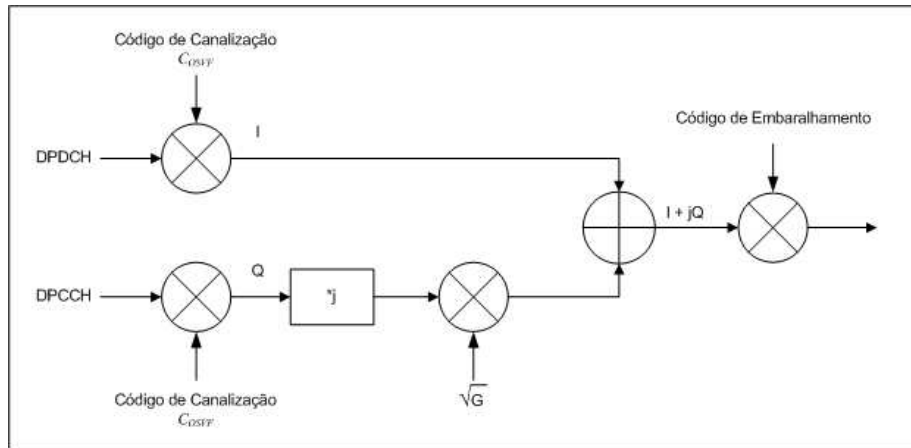 Código de Canalização
C_OSVF
I
Código de Embaralhamento
DPDCH
I + jQ
Q
DPCCH
*j
Código de Canalização
C_OSVF
√G